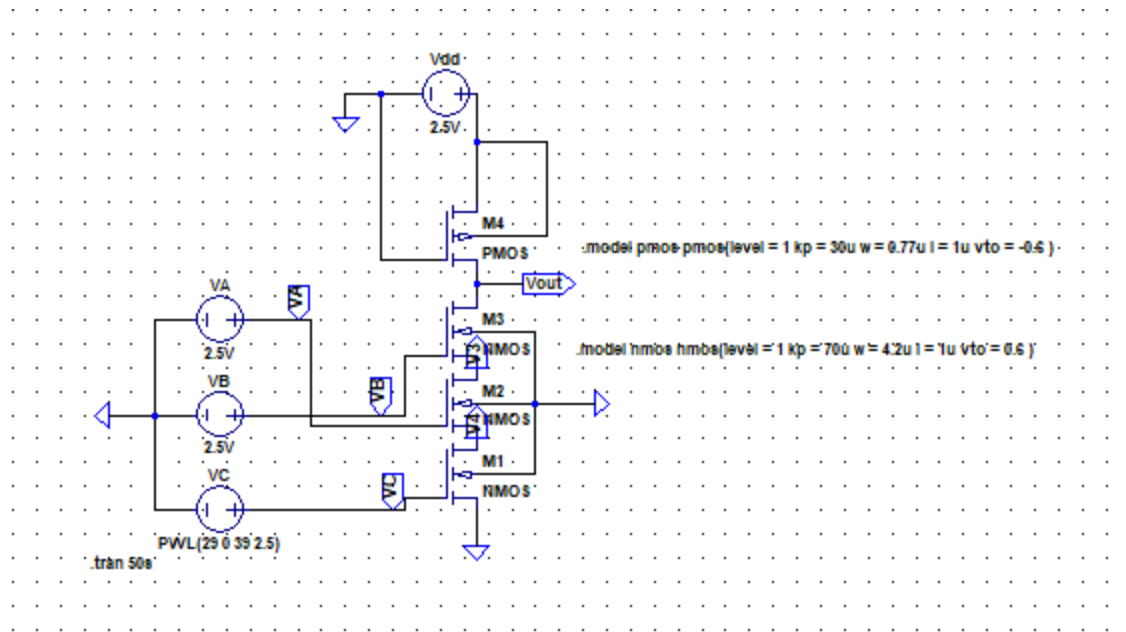 Vdd
2.5V
M4
PMOS
.model pmos pmos(level = 1 kp = 30u w = 0.77u l = 1u vto = -0.6 )
Vout
VA
VA
2.5V
M3
NMOS
V3
.model nmos nmos(level = 1 kp = 70u w = 4.2u l = 1u vto = 0.6 )
VB
VB
2.5V
M2
NMOS
V4
VC
VC
M1
NMOS
PWL(29 0 39 2.5)
.tran 50s